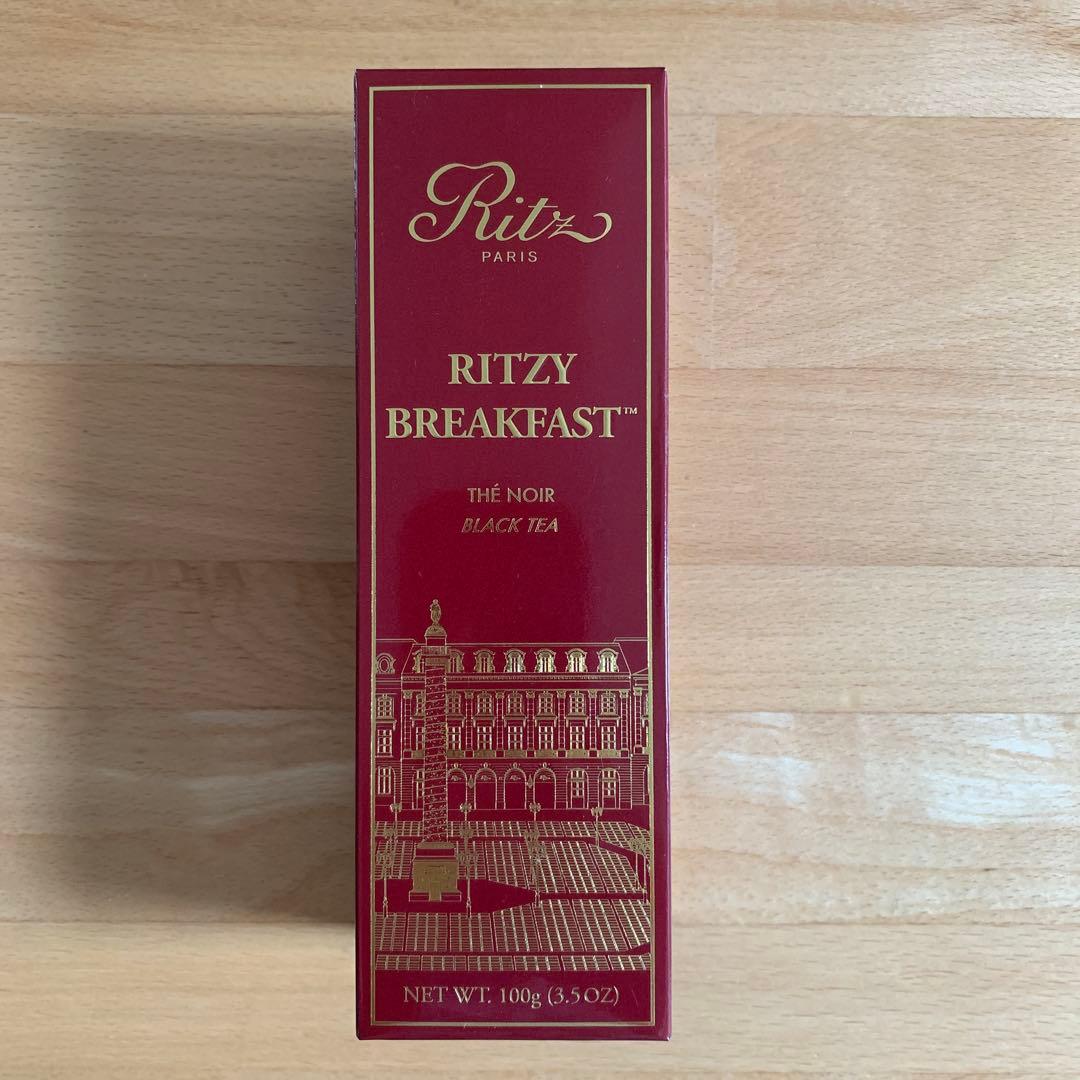 Ritz
PARIS
RITZY
BREAKFAST™
THÉ NOIR
BLACK TEA
NET WT. 100g (3.5 OZ)